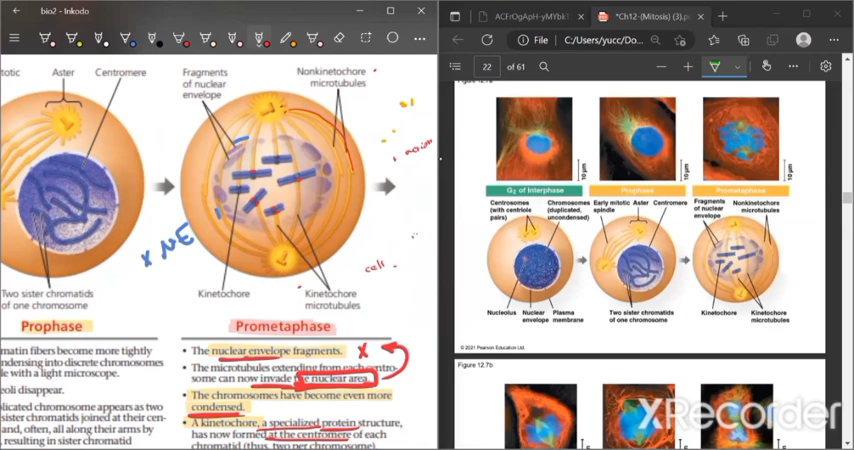 bio2 - Inkodo
ACFrOgApH-yMYbkl
*Ch12-(Mitosis) (3).p
File
C:/Users/yucc/Do...
22 of 61
totic
Aster
Centromere
Fragments
of nuclear
envelope
Nonkinetochore
microtubules
x NE
cell
Kinetochore
Kinetochore
microtubules
Two sister chromatids
of one chromosome
Prophase
Prometaphase
matin fibers become more tightly
ndensing into discrete chromosomes
le with a light microscope.
eoli disappear.
plicated chromosome appears as two
sister chromatids joined at their cen-
and, often, all along their arms by
, resulting in sister chromatid
• The nuclear envelope fragments. x
• The microtubules extending from each centro-
some can now invade the nuclear area.
• The chromosomes have become even more
condensed.
• A kinetochore, a specialized protein structure,
has now formed at the centromere of each
chromatid (thus, two per chromosome).
Figure 12.7a
10 µm
10 µm
G2 of Interphase
Prophase
Prometaphase
Centrosomes
(with centriole
pairs)
Chromosomes
(duplicated,
uncondensed)
Early mitotic
spindle
Aster
Centromere
Fragments
of nuclear
envelope
Nonkinetochore
microtubules
Nucleolus
Nuclear
envelope
Plasma
membrane
Two sister chromatids
of one chromosome
Kinetochore
Kinetochore
microtubules
© 2021 Pearson Education Ltd.
Figure 12.7b
XRecorder